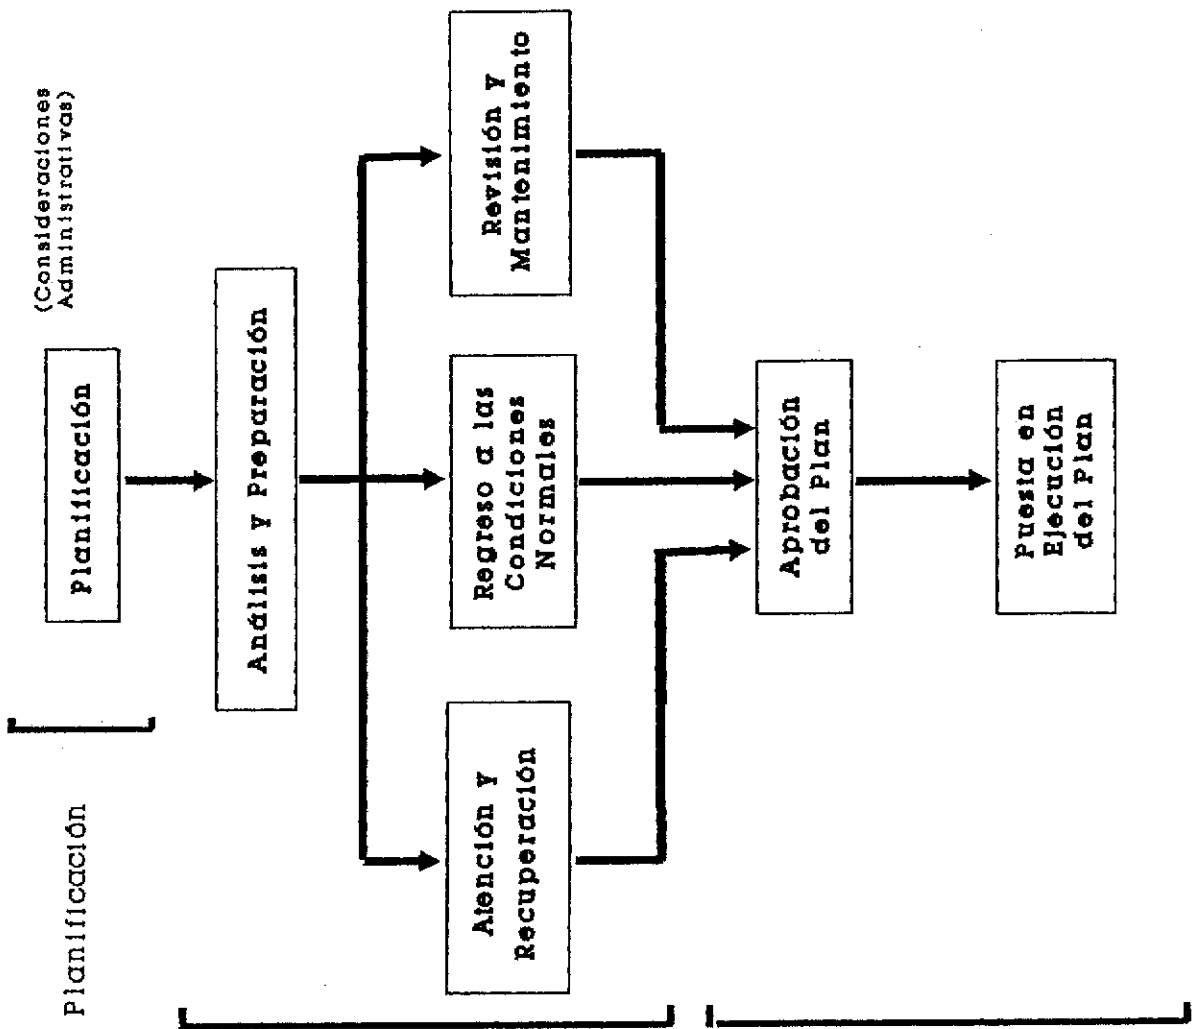 Planificación
Planificación
(Consideraciones
Administrativas)
Análisis y Preparación
Atención y
Recuperación
Regreso a las
Condiciones
Normales
Revisión y
Mantenimiento
Aprobación
del Plan
Puesta en
Ejecución
del Plan